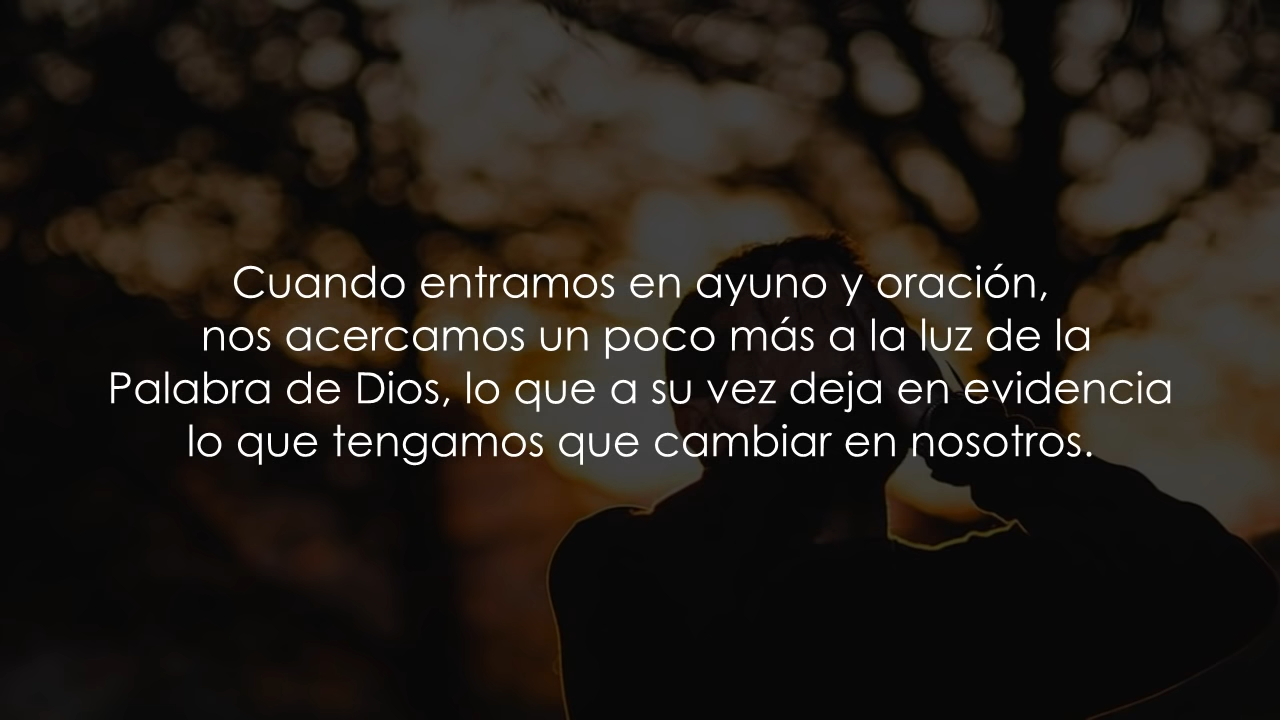 Cuando entramos en ayuno y oración,
nos acercamos un poco más a la luz de la
Palabra de Dios, lo que a su vez deja en evidencia
lo que tengamos que cambiar en nosotros.